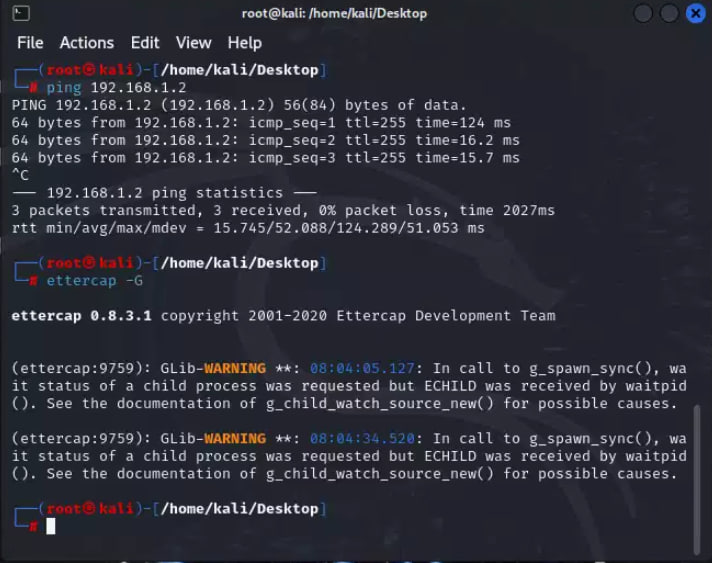 root@kali: /home/kali/Desktop
File Actions Edit View Help
┌──(root㉿kali)-[/home/kali/Desktop]
└─# ping 192.168.1.2
PING 192.168.1.2 (192.168.1.2) 56(84) bytes of data.
64 bytes from 192.168.1.2: icmp_seq=1 ttl=255 time=124 ms
64 bytes from 192.168.1.2: icmp_seq=2 ttl=255 time=16.2 ms
64 bytes from 192.168.1.2: icmp_seq=3 ttl=255 time=15.7 ms
^C
--- 192.168.1.2 ping statistics ---
3 packets transmitted, 3 received, 0% packet loss, time 2027ms
rtt min/avg/max/mdev = 15.745/52.088/124.289/51.053 ms
┌──(root㉿kali)-[/home/kali/Desktop]
└─# ettercap -G
ettercap 0.8.3.1 copyright 2001-2020 Ettercap Development Team
(ettercap:9759): GLib-WARNING **: 08:04:05.127: In call to g_spawn_sync(), wa
it status of a child process was requested but ECHILD was received by waitpid
(). See the documentation of g_child_watch_source_new() for possible causes.
(ettercap:9759): GLib-WARNING **: 08:04:34.520: In call to g_spawn_sync(), wa
it status of a child process was requested but ECHILD was received by waitpid
(). See the documentation of g_child_watch_source_new() for possible causes.
┌──(root㉿kali)-[/home/kali/Desktop]
└─#